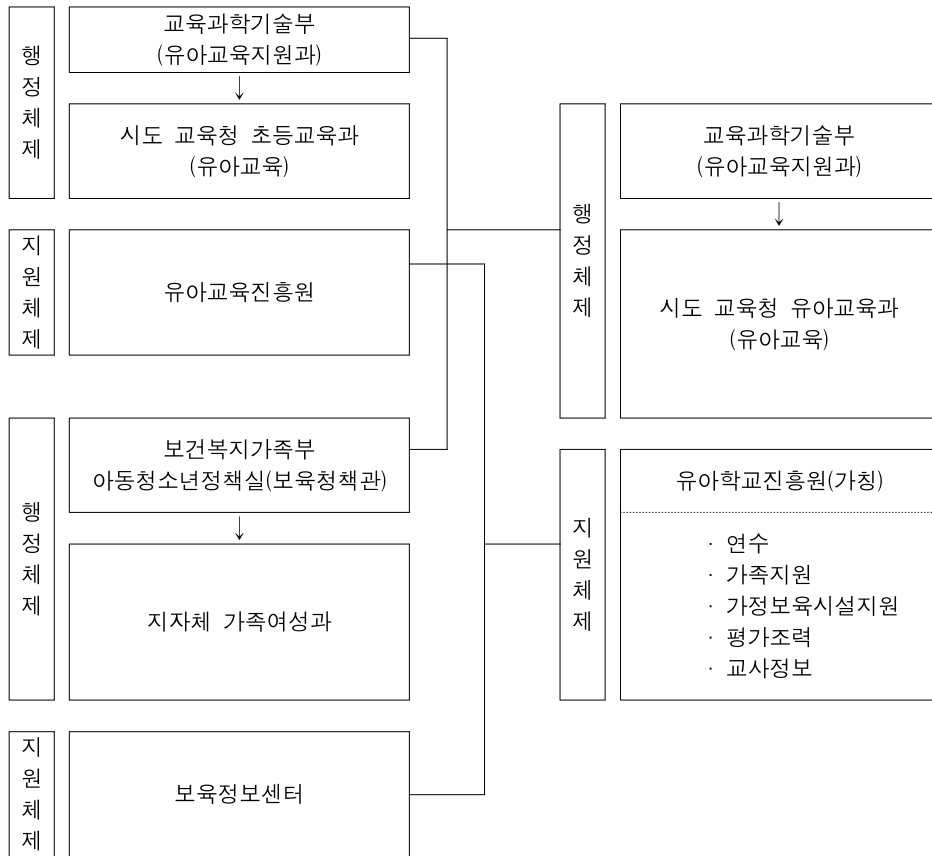 행정체제
교육과학기술부
(유아교육지원과)
시도 교육청 초등교육과
(유아교육)
지원체제
유아교육진흥원
행정체제
보건복지가족부
아동청소년정책실(보육청책관)
지자체 가족여성과
지원체제
보육정보센터
행정체제
교육과학기술부
(유아교육지원과)
시도 교육청 유아교육과
(유아교육)
지원체제
유아학교진흥원(가칭)
· 연수
· 가족지원
· 가정보육시설지원
· 평가조력
· 교사정보